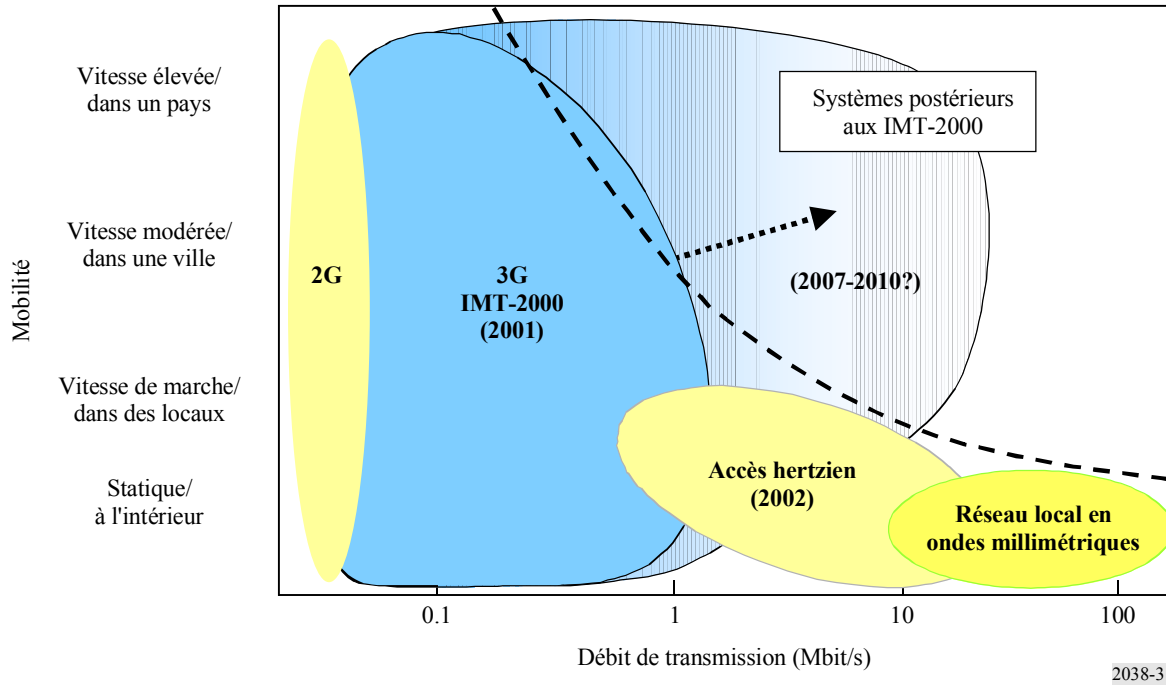 Vitesse élevée/
dans un pays
Systèmes postérieurs
aux IMT-2000
Vitesse modérée/
dans une ville
Mobilité
2G
3G
IMT-2000
(2001)
(2007-2010?)
Vitesse de marche/
dans des locaux
Accès hertzien
(2002)
Statique/
à l'intérieur
Réseau local en
ondes millimétriques
0.1 1 10 100
Débit de transmission (Mbit/s)
2038-3